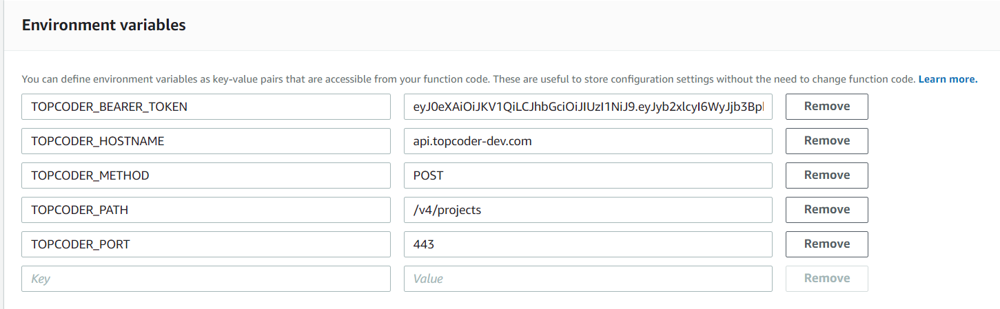 Environment variables
You can define environment variables as key-value pairs that are accessible from your function code. These are useful to store configuration settings without the need to change function code. Learn more.
TOPCODER_BEARER_TOKEN eyJ0eXAiOiJKV1QiLCJhbGciOiJIUzI1NiJ9.eyJyb2xlcyI6WyJjb3Bpl Remove
TOPCODER_HOSTNAME api.topcoder-dev.com Remove
TOPCODER_METHOD POST Remove
TOPCODER_PATH /v4/projects Remove
TOPCODER_PORT 443 Remove
Key Value Remove